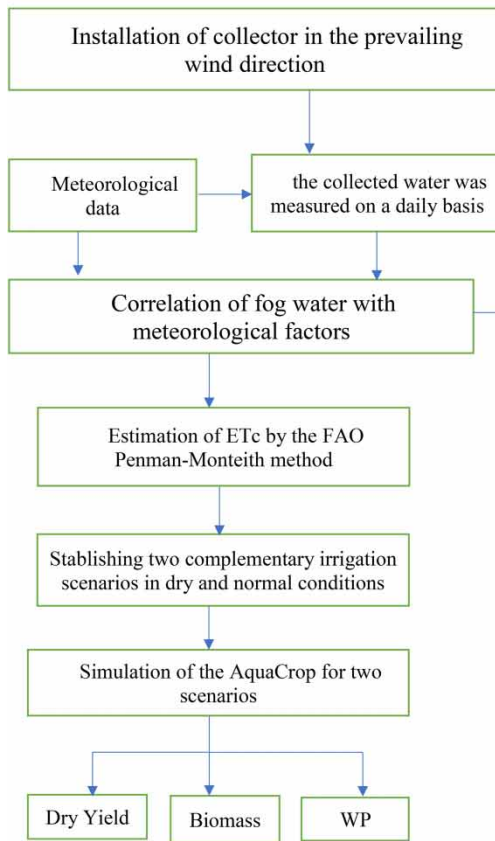 Installation of collector in the prevailing
wind direction
Meteorological
data
the collected water was
measured on a daily basis
Correlation of fog water with
meteorological factors
Estimation of ETc by the FAO
Penman-Monteith method
Stablishing two complementary irrigation
scenarios in dry and normal conditions
Simulation of the AquaCrop for two
scenarios
Dry Yield
Biomass
WP